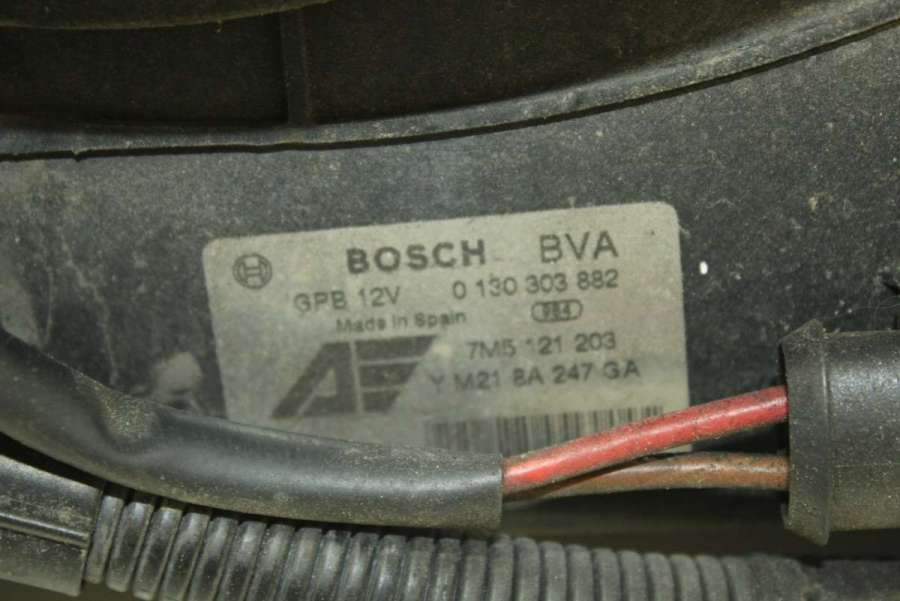 BOSCH BVA
GPB 12V 0 130 303 882
Made in Spain
7M5 121 203
YM21 8A 247 GA